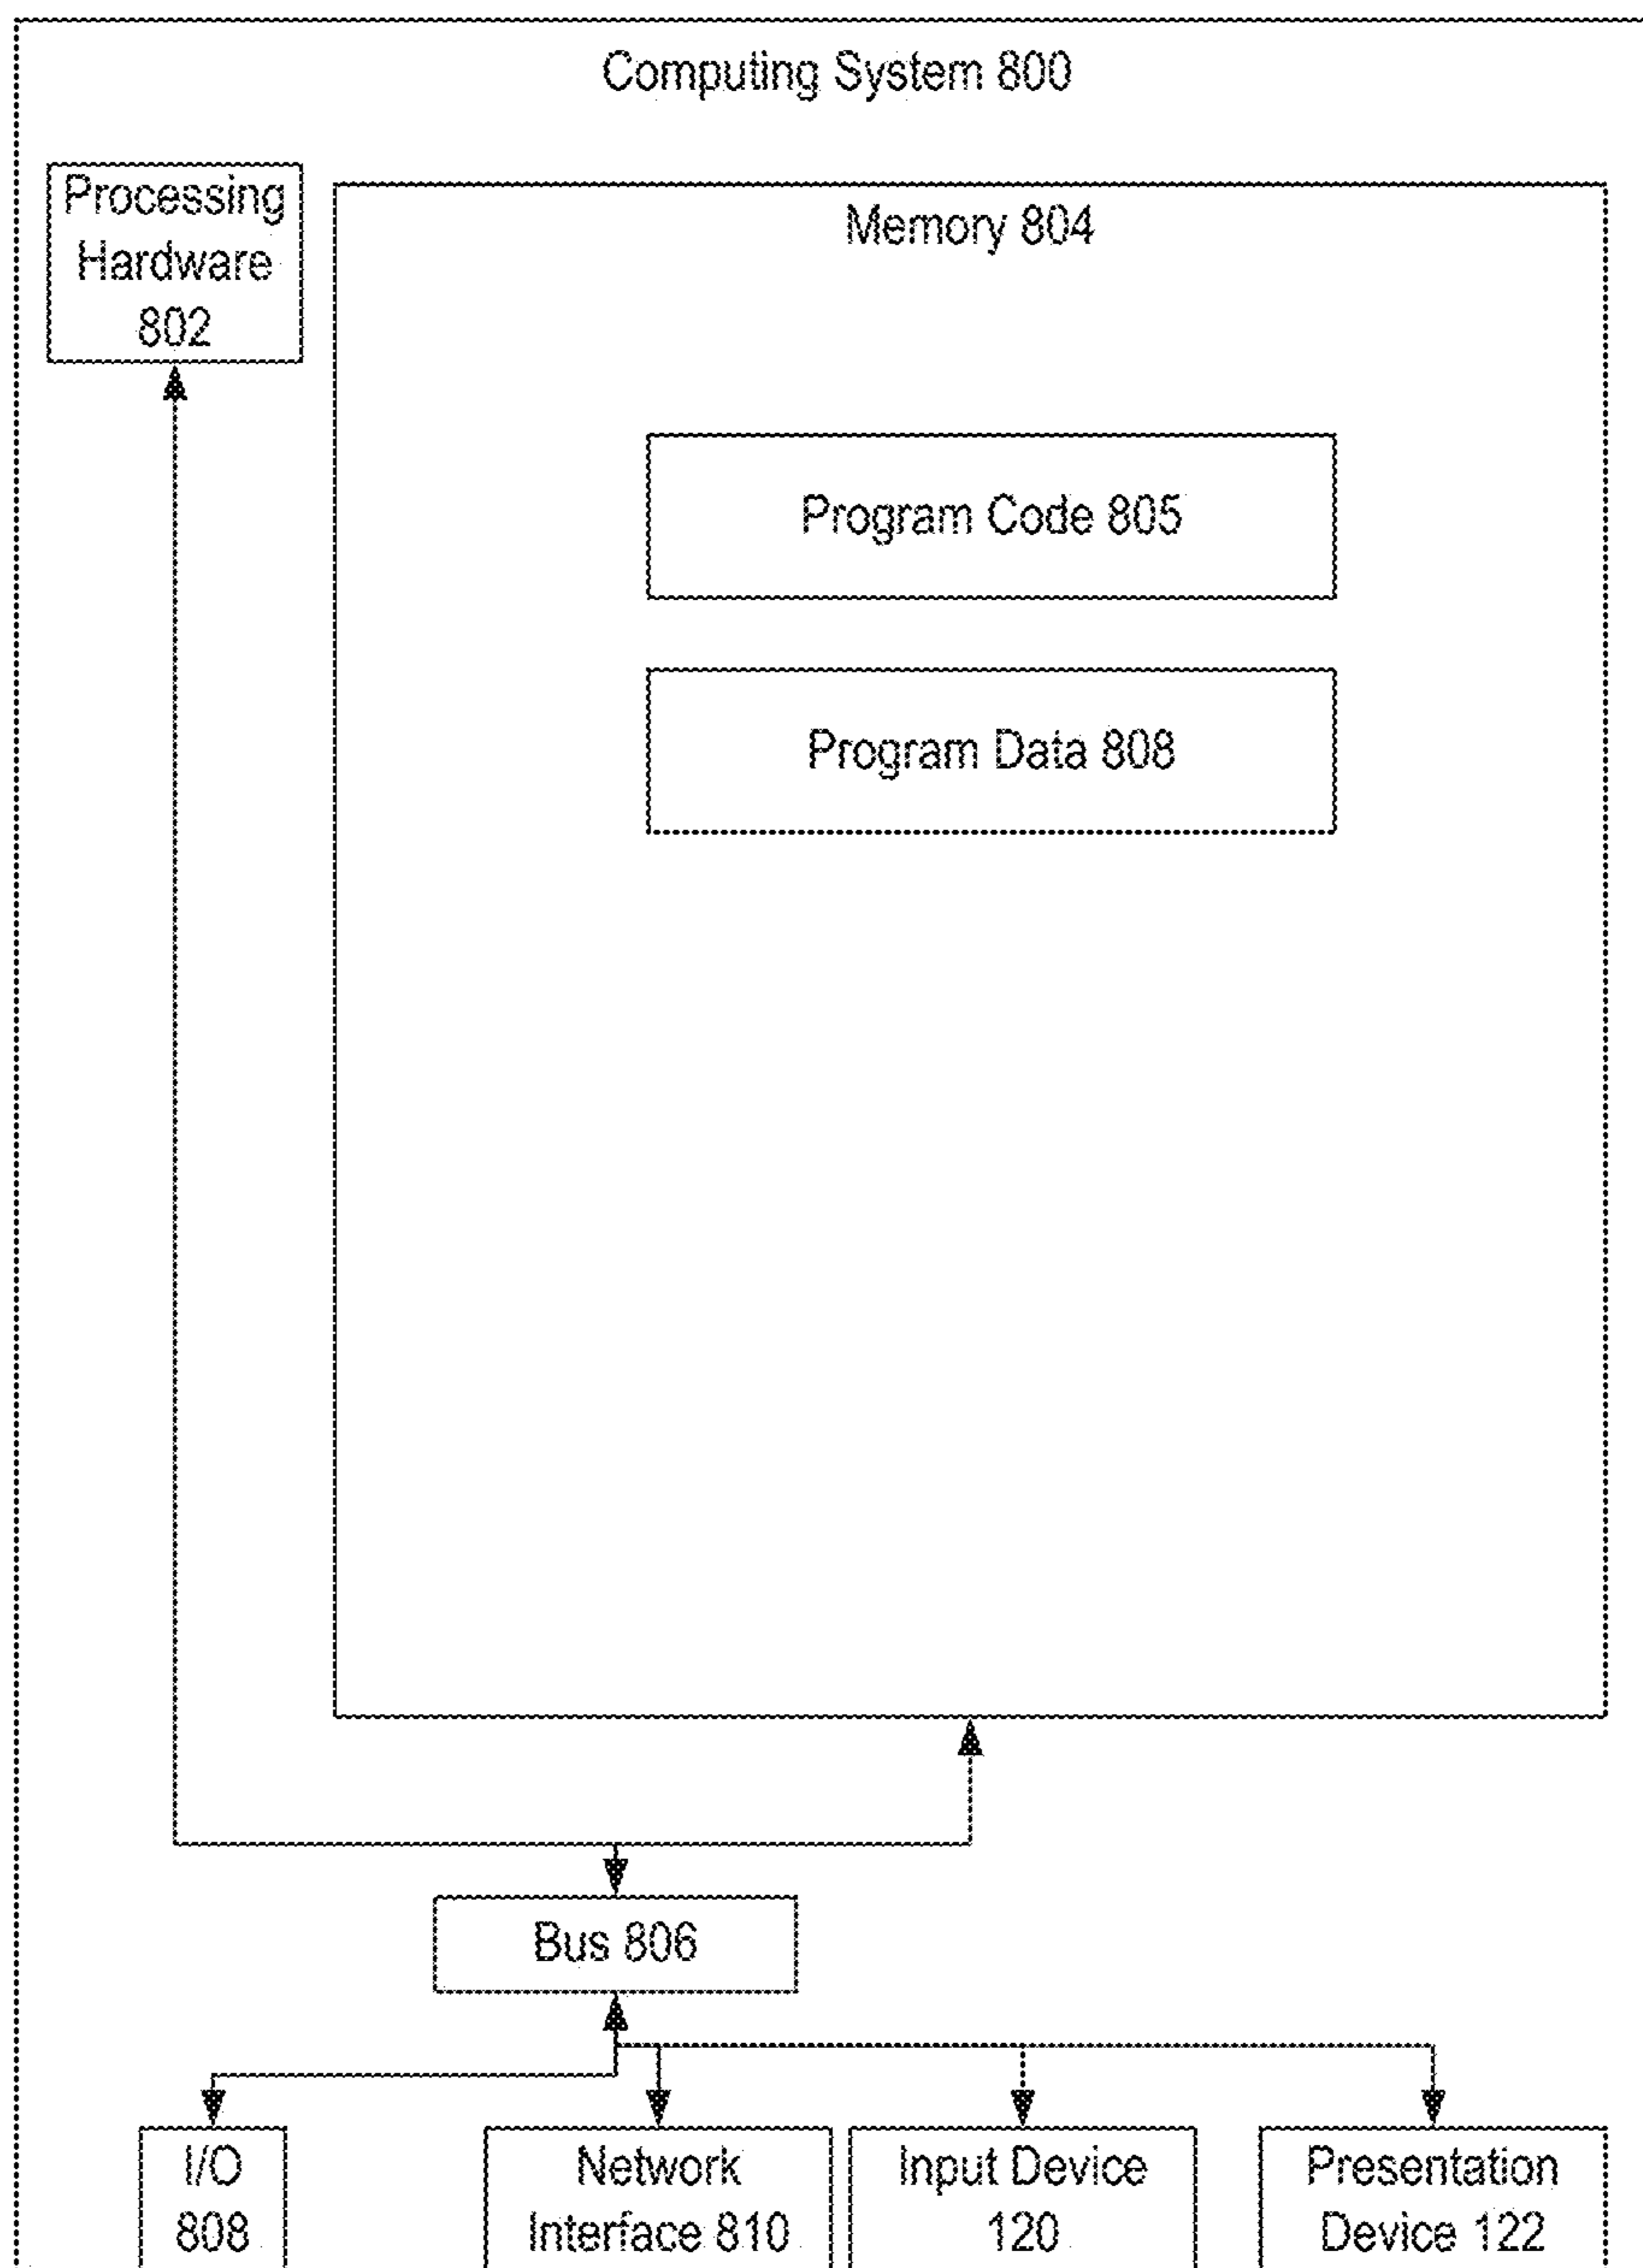 Computing System 800
Processing
Hardware
802
Memory 804
Program Code 805
Program Data 808
Bus 806
I/O
808
Network
Interface 810
Input Device
120
Presentation
Device 122